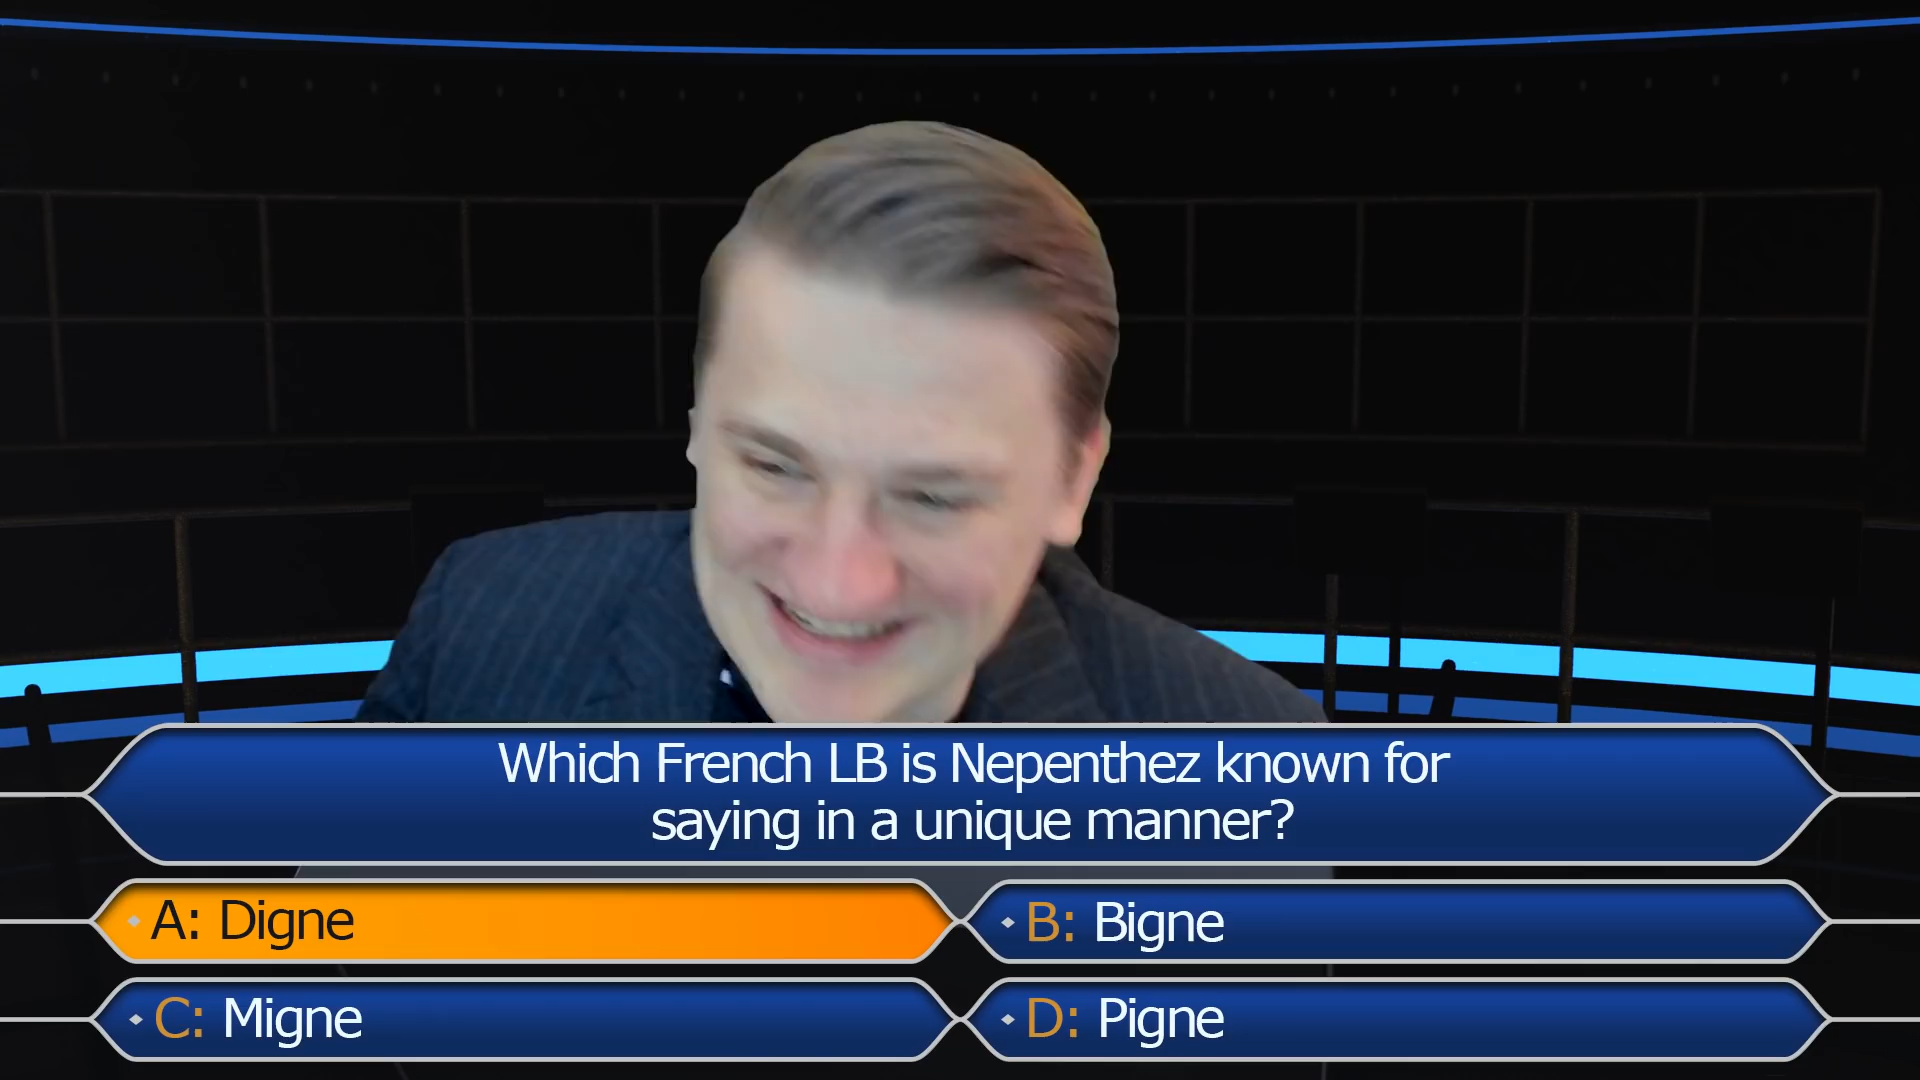 Which French LB is Nepenthez known for
saying in a unique manner?
A: Digne
B: Bigne
C: Migne
D: Pigne